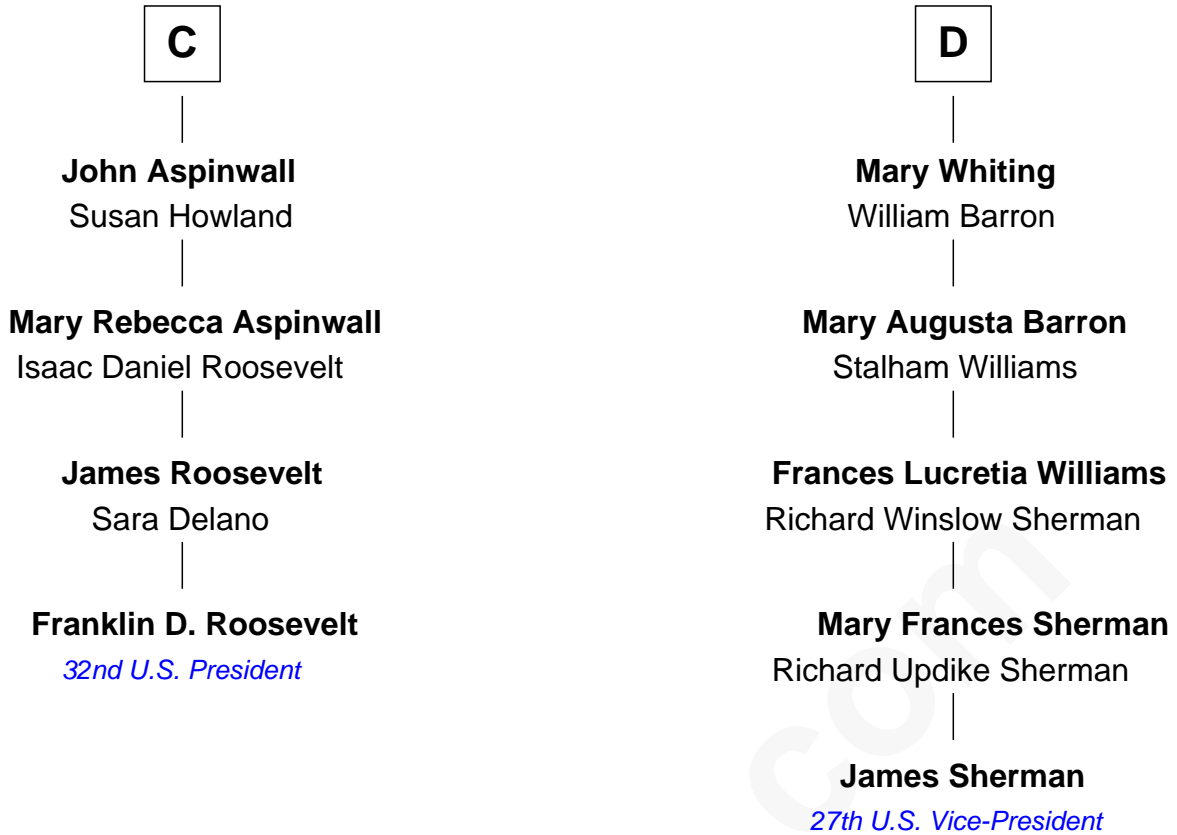 C
John Aspinwall
Susan Howland
Mary Rebecca Aspinwall
Isaac Daniel Roosevelt
James Roosevelt
Sara Delano
Franklin D. Roosevelt
32nd U.S. President
D
Mary Whiting
William Barron
Mary Augusta Barron
Stalham Williams
Frances Lucretia Williams
Richard Winslow Sherman
Mary Frances Sherman
Richard Updike Sherman
James Sherman
27th U.S. Vice-President
com